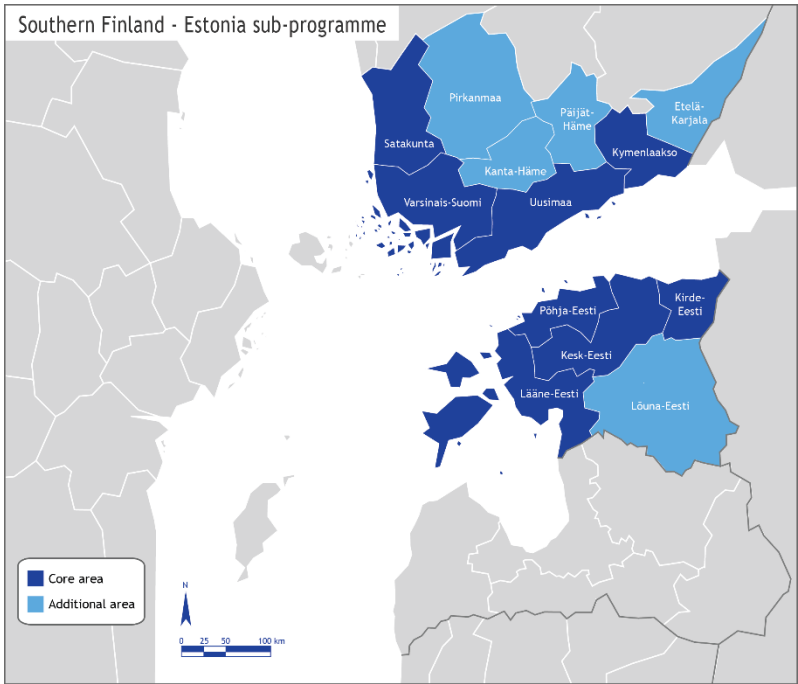 Southern Finland - Estonia sub-programme
Pirkanmaa
Päijät-
Häme
Etelä-
Karjala
Satakunta
Kymenlaakso
Kanta-Häme
Varsinais-Suomi
Uusimaa
Põhja-Eesti
Kirde-
Eesti
Kesk-Eesti
Lääne-Eesti
Lõuna-Eesti
Core area
Additional area
N
0 25 50 100 km